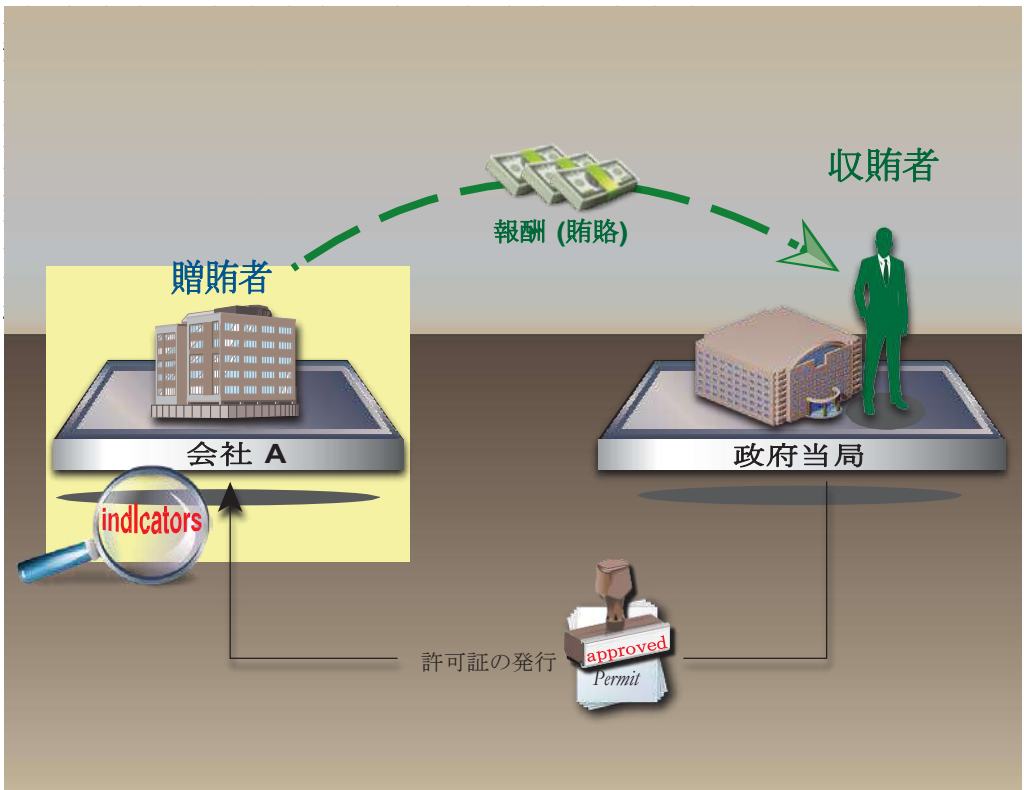 収賄者
報酬 (賄賂)
贈賄者
会社 A
政府当局
indIcators
許可証の発行
approved
Permit